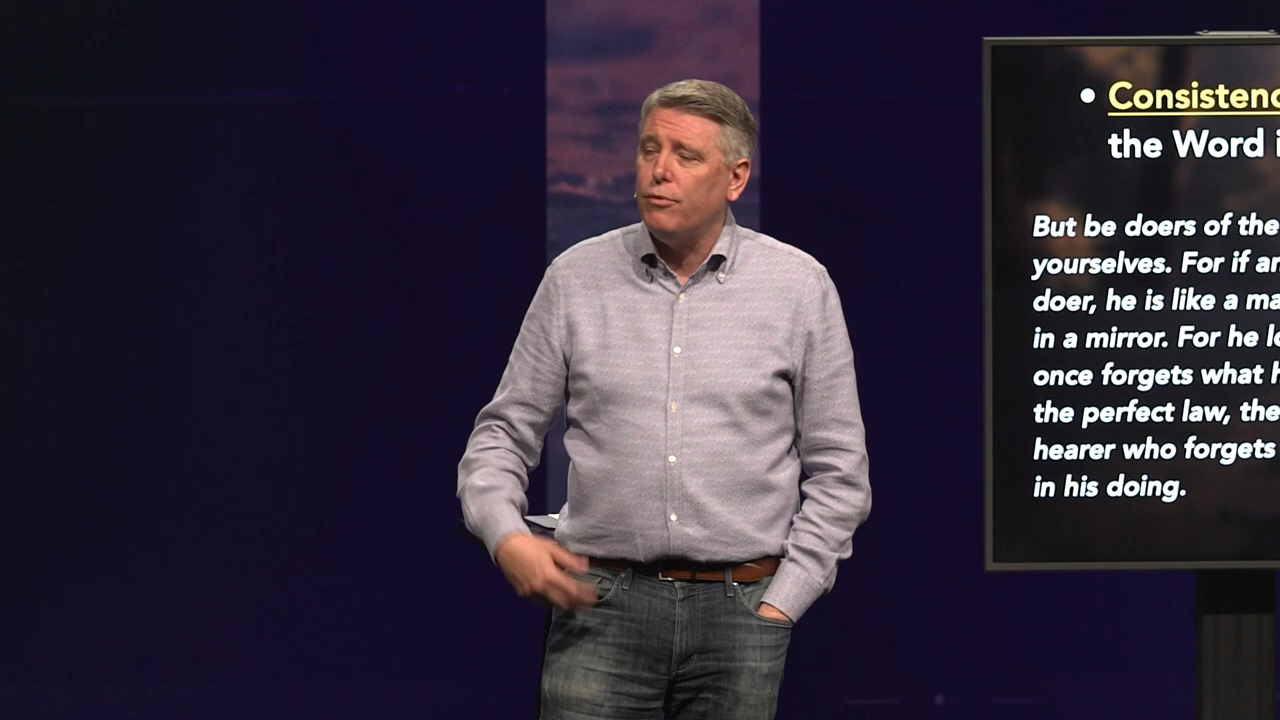 • Consistenc
the Word i
But be doers of the
yourselves. For if an
doer, he is like a ma
in a mirror. For he lo
once forgets what h
the perfect law, the
hearer who forgets
in his doing.